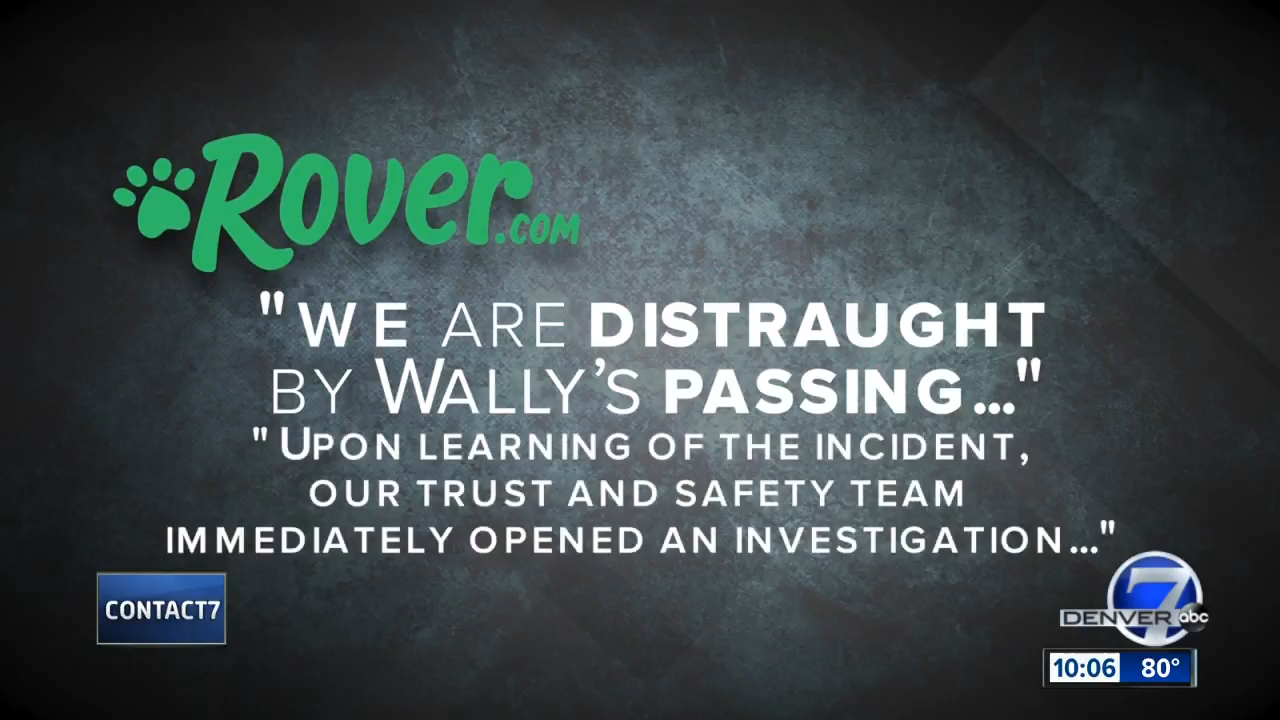 Rover.com
"WE ARE DISTRAUGHT
BY WALLY'S PASSING..."
"UPON LEARNING OF THE INCIDENT,
OUR TRUST AND SAFETY TEAM
IMMEDIATELY OPENED AN INVESTIGATION..."
CONTACT7
DENVER 7 abc
10:06 80°